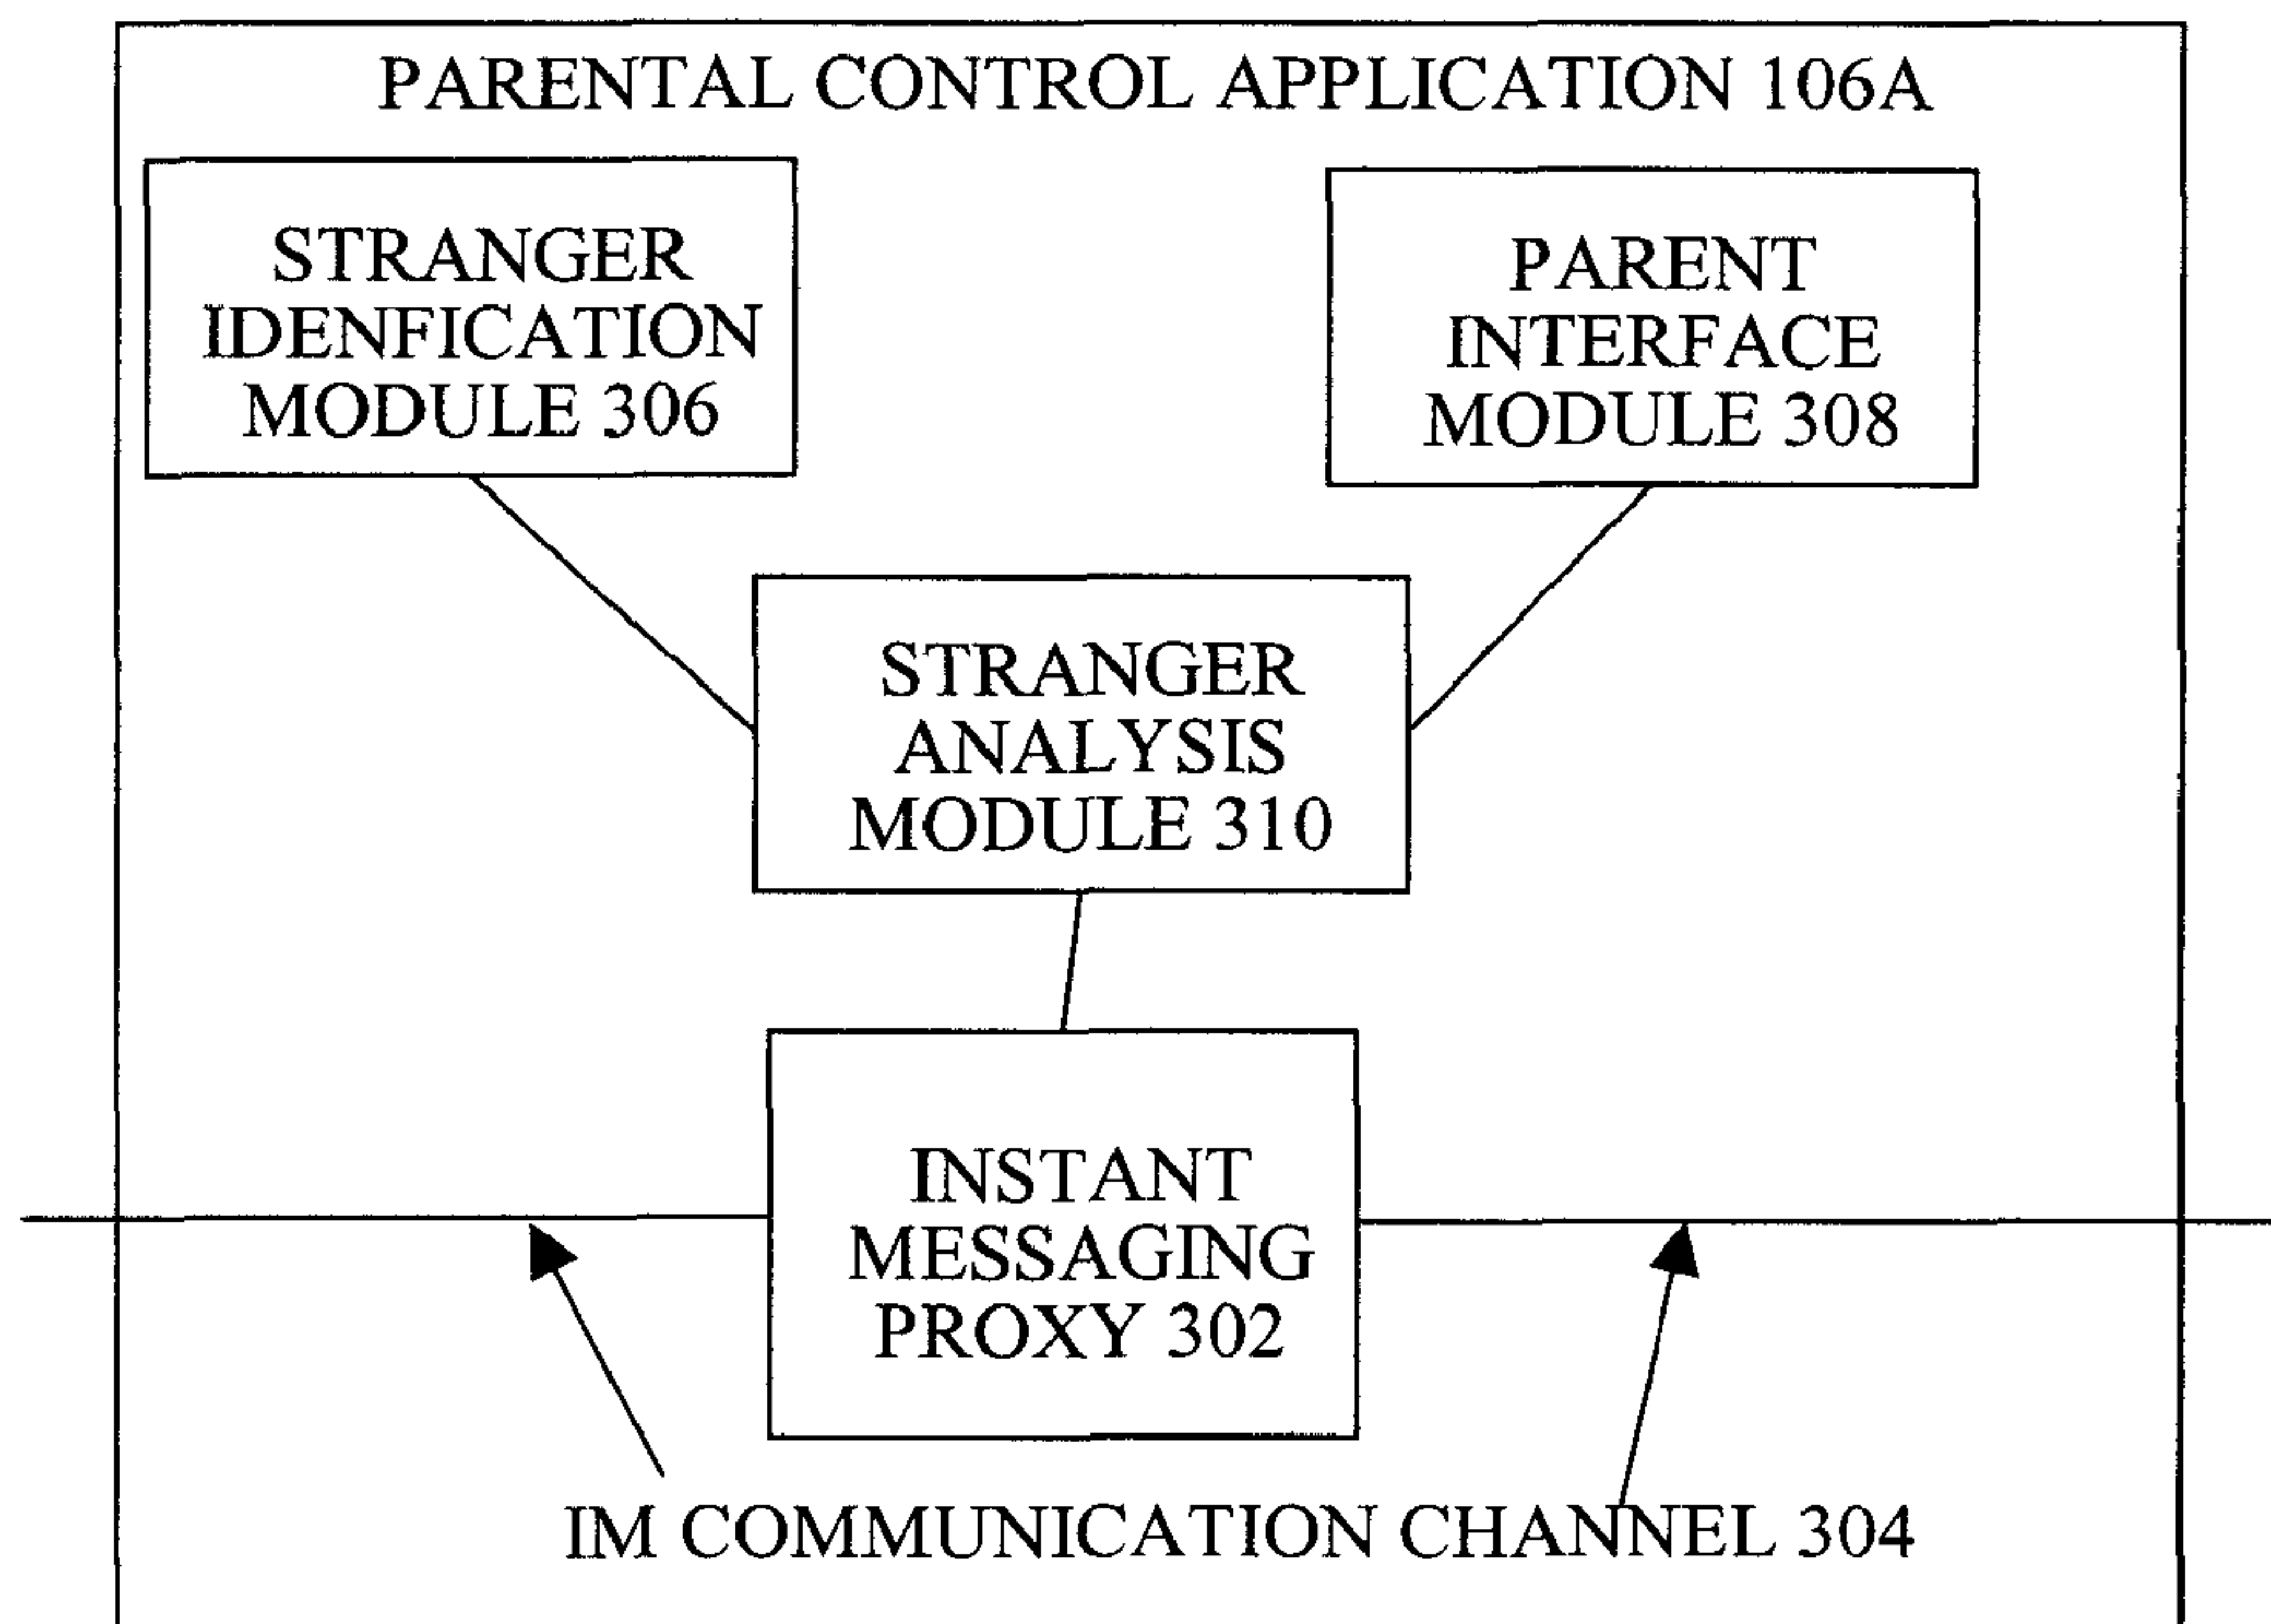 PARENTAL CONTROL APPLICATION 106A
STRANGER
IDENFICATION
MODULE 306
PARENT
INTERFACE
MODULE 308
STRANGER
ANALYSIS
MODULE 310
INSTANT
MESSAGING
PROXY 302
IM COMMUNICATION CHANNEL 304